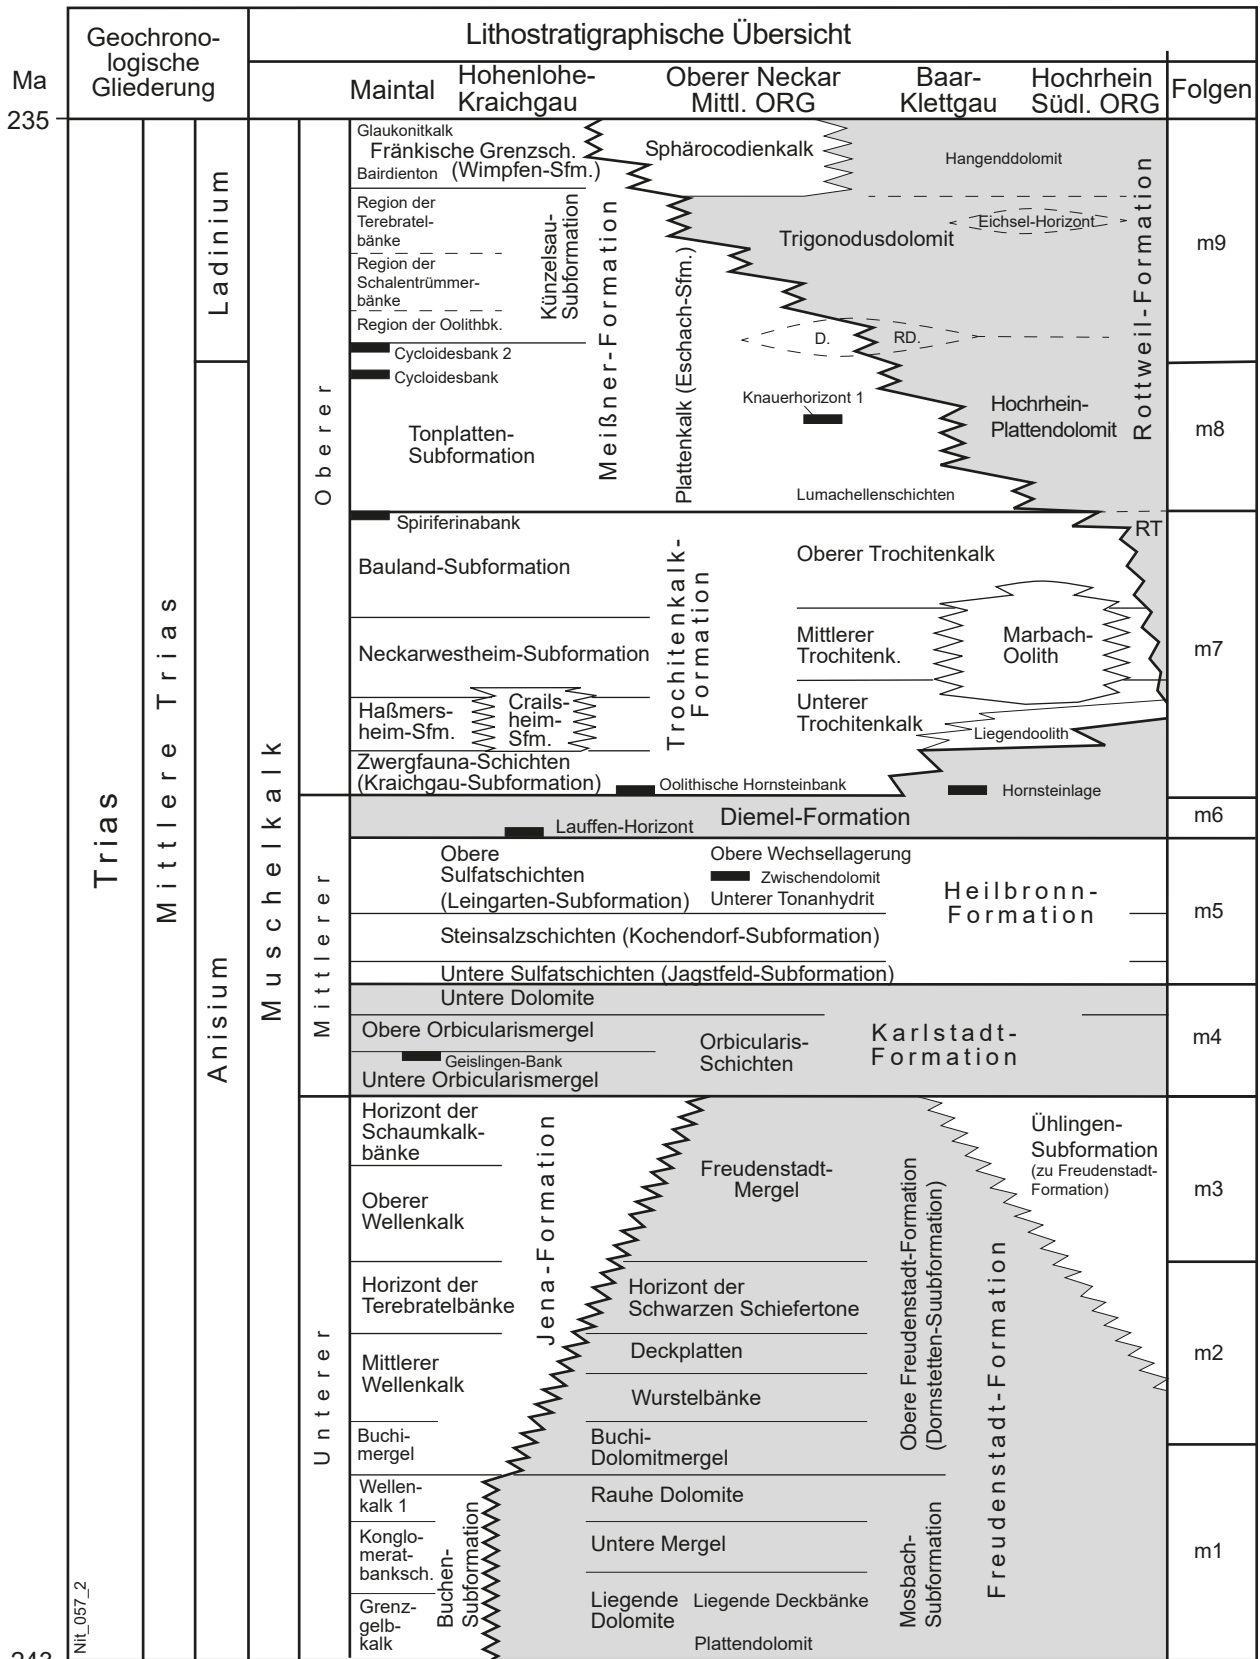 Geochrono-
logische
Gliederung
Lithostratigraphische Übersicht
Ma
235
Maintal
Hohenlohe-
Kraichgau
Oberer Neckar
Mittl. ORG
Baar-
Klettgau
Hochrhein
Südl. ORG
Folgen
Trias
Mittlere Trias
Ladinium
Anisium
Muschelkalk
Oberer
Mittlerer
Unterer
Glaukonitkalk
Fränkische Grenzsch.
Bairdienton
(Wimpfen-Sfm.)
Sphärocodienkalk
Hangenddolomit
Region der
Terebratel-
bänke
Region der
Schalentrümmer-
bänke
Region der Oolithbk.
Künzelsau-
Subformation
Meißner-Formation
Plattenkalk (Eschach-Sfm.)
Trigonodusdolomit
Eichsel-Horizont
Rottweil-Formation
m9
D.
RD.
Cycloidesbank 2
Cycloidesbank
Knauerhorizont 1
Hochrhein-
Plattendolomit
Tonplatten-
Subformation
m8
Lumachellenschichten
Spiriferinabank
RT
Bauland-Subformation
Trochitenkalk-
Formation
Oberer Trochitenkalk
Neckarwestheim-Subformation
Mittlerer
Trochitenk.
Marbach-
Oolith
m7
Haßmers-
heim-Sfm.
Crails-
heim-
Sfm.
Unterer
Trochitenkalk
Liegendoolith
Zwergfauna-Schichten
(Kraichgau-Subformation)
Oolithische Hornsteinbank
Hornsteinlage
Lauffen-Horizont
Diemel-Formation
m6
Obere
Sulfatschichten
(Leingarten-Subformation)
Obere Wechsellagerung
Zwischendolomit
Unterer Tonanhydrit
Heilbronn-
Formation
m5
Steinsalzschichten (Kochendorf-Subformation)
Untere Sulfatschichten (Jagstfeld-Subformation)
Untere Dolomite
Obere Orbicularismergel
Geislingen-Bank
Untere Orbicularismergel
Orbicularis-
Schichten
Karlstadt-
Formation
m4
Horizont der
Schaumkalk-
bänke
Oberer
Wellenkalk
Jena-Formation
Freudenstadt-
Mergel
Obere Freudenstadt-Formation
(Dornstetten-Suubformation)
Ühlingen-
Subformation
(zu Freudenstadt-
Formation)
m3
Horizont der
Terebratelbänke
Horizont der
Schwarzen Schiefertone
Freudenstadt-Formation
Mittlerer
Wellenkalk
Deckplatten
Wurstelbänke
m2
Buchi-
mergel
Buchi-
Dolomitmergel
Wellen-
kalk 1
Rauhe Dolomite
Konglo-
merat-
banksch.
Buchen-
Subformation
Untere Mergel
Mosbach-
Subformation
m1
Grenz-
gelb-
kalk
Liegende
Dolomite
Liegende Deckbänke
Plattendolomit
Nit_057_2
243